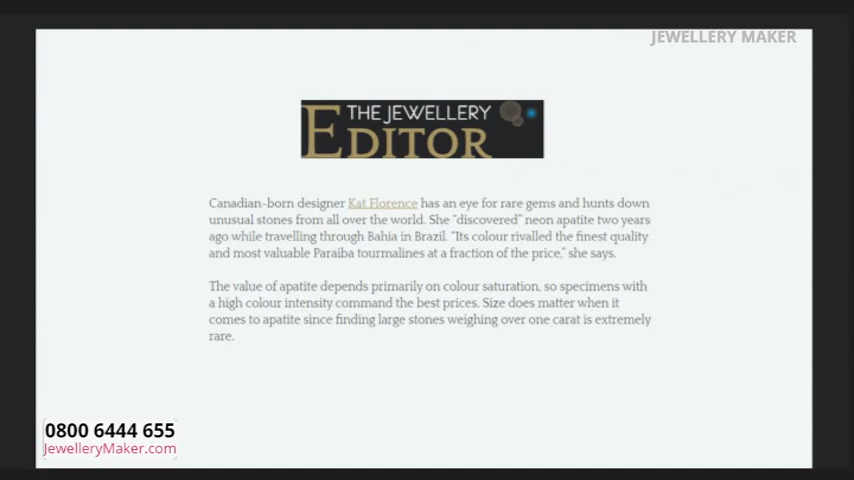 JEWELLERY MAKER
THE JEWELLERY
EDITOR
Canadian-born designer Kat Florence has an eye for rare gems and hunts down
unusual stones from all over the world. She “discovered” neon apatite two years
ago while travelling through Bahia in Brazil. “Its colour rivalled the finest quality
and most valuable Paraiba tourmalines at a fraction of the price,” she says.
The value of apatite depends primarily on colour saturation, so specimens with
a high colour intensity command the best prices. Size does matter when it
comes to apatite since finding large stones weighing over one carat is extremely
rare.
0800 6444 655
JewelleryMaker.com